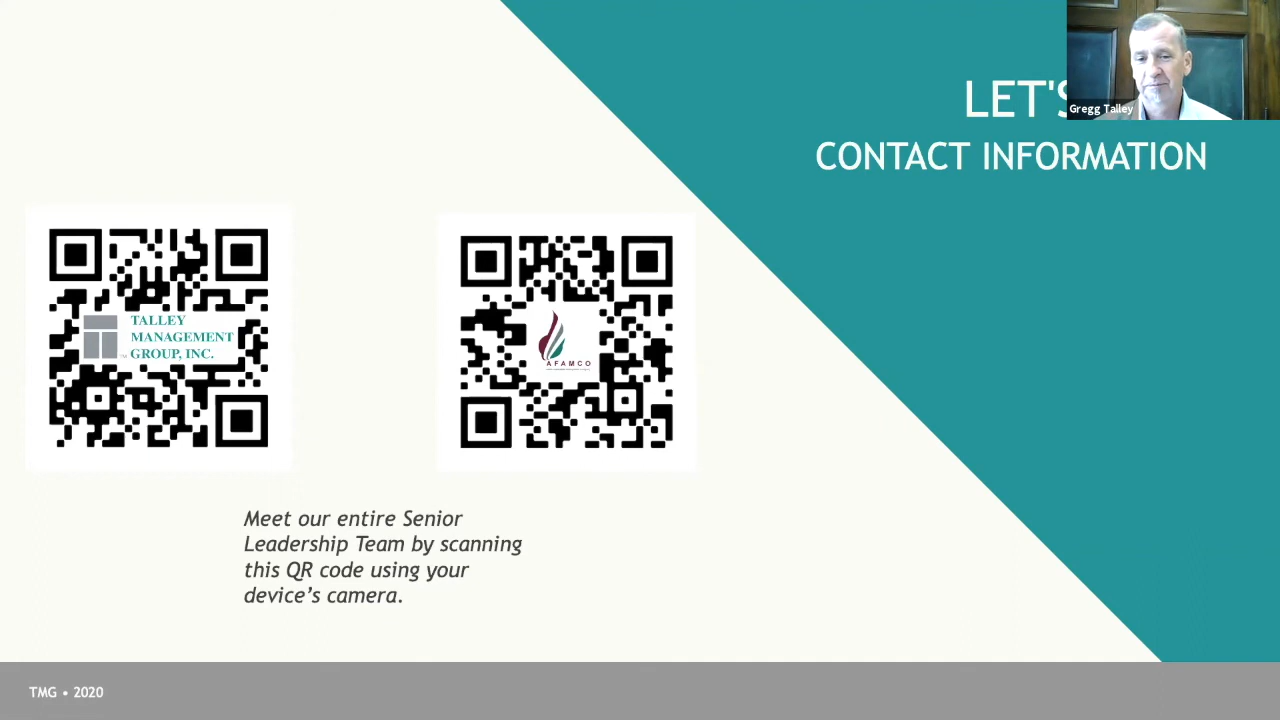 LET'S
Gregg Talley
CONTACT INFORMATION
TALLEY
MANAGEMENT
GROUP, INC.
AFAMCO
Meet our entire Senior
Leadership Team by scanning
this QR code using your
device’s camera.
TMG • 2020